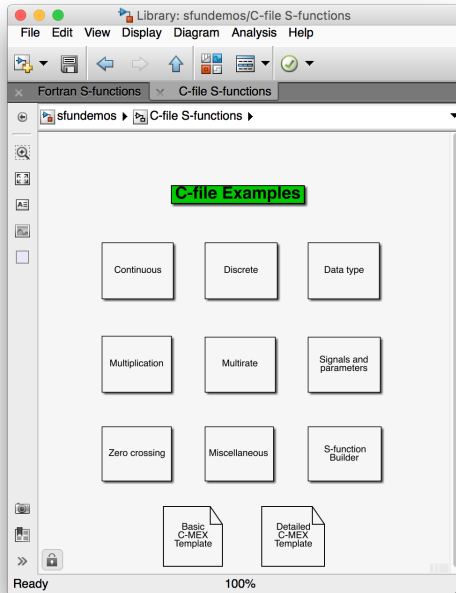 Library: sfundemos/C-file S-functions
File Edit View Display Diagram Analysis Help
Fortran S-functions C-file S-functions
sfundemos C-file S-functions
C-file Examples
Continuous Discrete Data type
Multiplication Multirate Signals and
parameters
Zero crossing Miscellaneous S-function
Builder
Basic
C-MEX
Template
Detailed
C-MEX
Template
Ready 100%